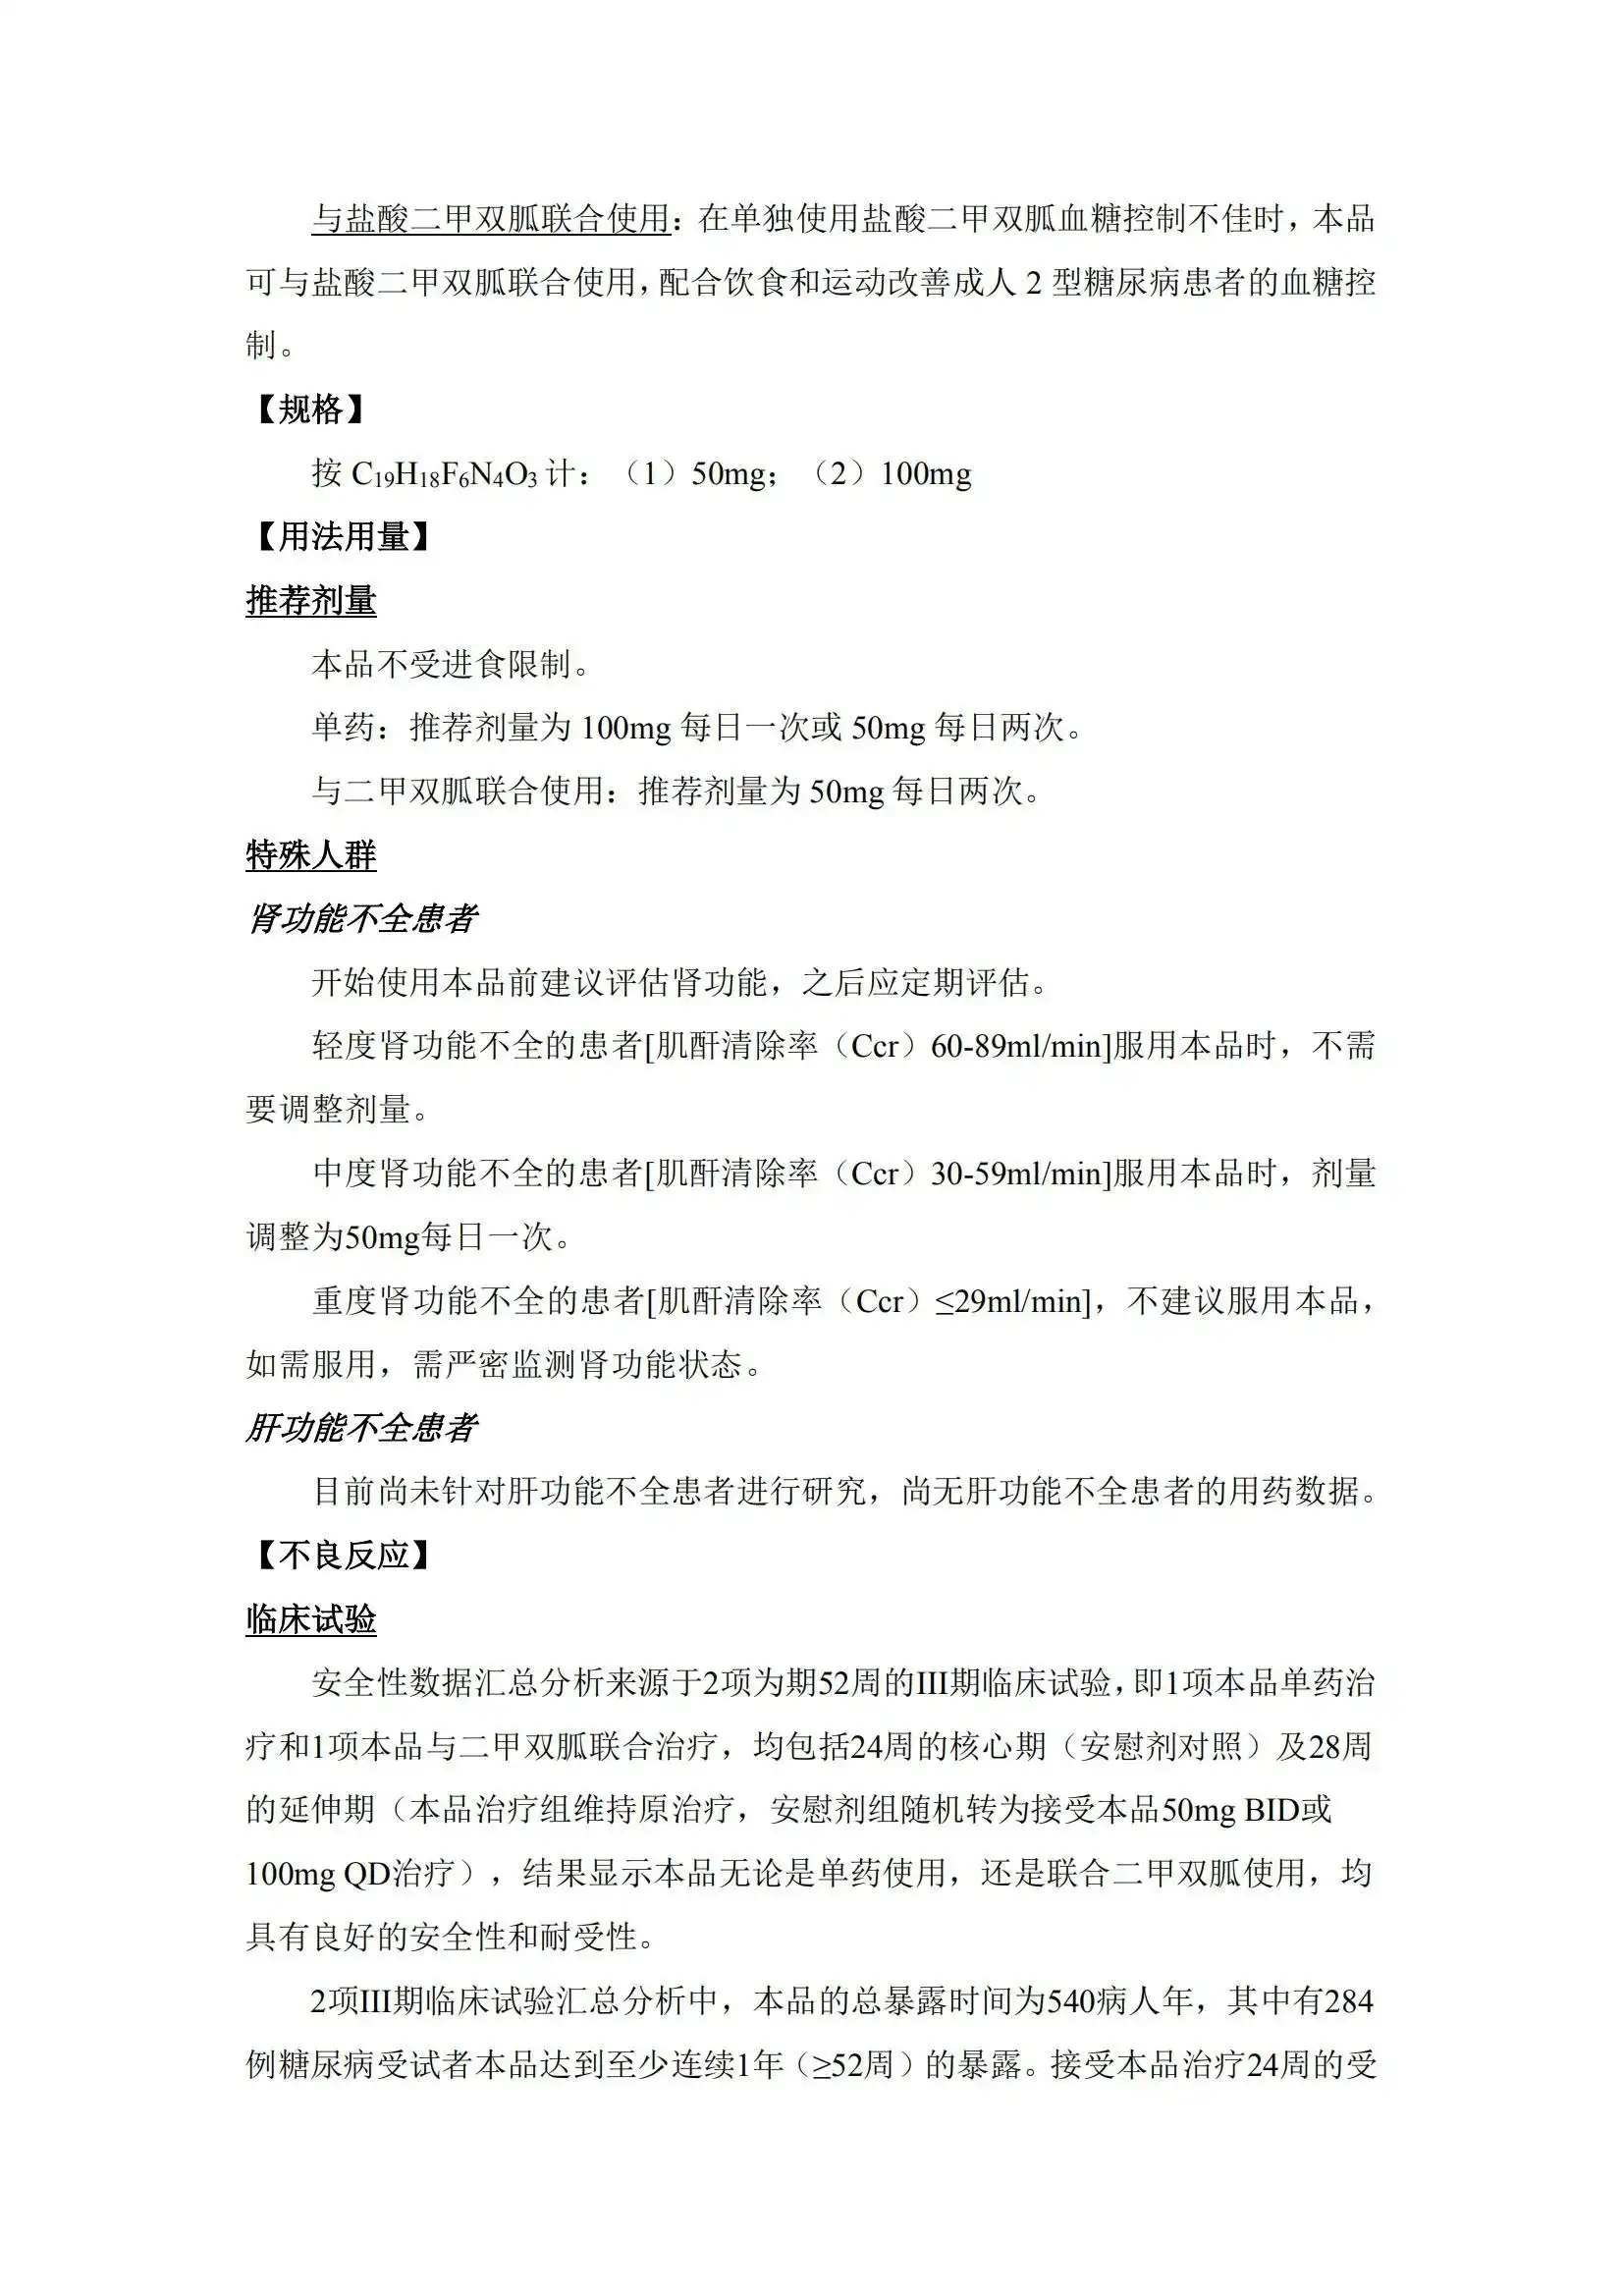 与盐酸二甲双胍联合使用：在单独使用盐酸二甲双胍血糖控制不佳时，本品
可与盐酸二甲双胍联合使用，配合饮食和运动改善成人 2 型糖尿病患者的血糖控
制。
【规格】
按 C₁₉H₁₈F₆N₄O₃ 计：（1）50mg；（2）100mg
【用法用量】
推荐剂量
本品不受进食限制。
单药：推荐剂量为 100mg 每日一次或 50mg 每日两次。
与二甲双胍联合使用：推荐剂量为 50mg 每日两次。
特殊人群
肾功能不全患者
开始使用本品前建议评估肾功能，之后应定期评估。
轻度肾功能不全的患者[肌酐清除率（Ccr）60-89ml/min]服用本品时，不需
要调整剂量。
中度肾功能不全的患者[肌酐清除率（Ccr）30-59ml/min]服用本品时，剂量
调整为50mg每日一次。
重度肾功能不全的患者[肌酐清除率（Ccr）≤29ml/min]，不建议服用本品，
如需服用，需严密监测肾功能状态。
肝功能不全患者
目前尚未针对肝功能不全患者进行研究，尚无肝功能不全患者的用药数据。
【不良反应】
临床试验
安全性数据汇总分析来源于2项为期52周的III期临床试验，即1项本品单药治
疗和1项本品与二甲双胍联合治疗，均包括24周的核心期（安慰剂对照）及28周
的延伸期（本品治疗组维持原治疗，安慰剂组随机转为接受本品50mg BID或
100mg QD治疗），结果显示本品无论是单药使用，还是联合二甲双胍使用，均
具有良好的安全性和耐受性。
2项III期临床试验汇总分析中，本品的总暴露时间为540病人年，其中有284
例糖尿病受试者本品达到至少连续1年（≥52周）的暴露。接受本品治疗24周的受